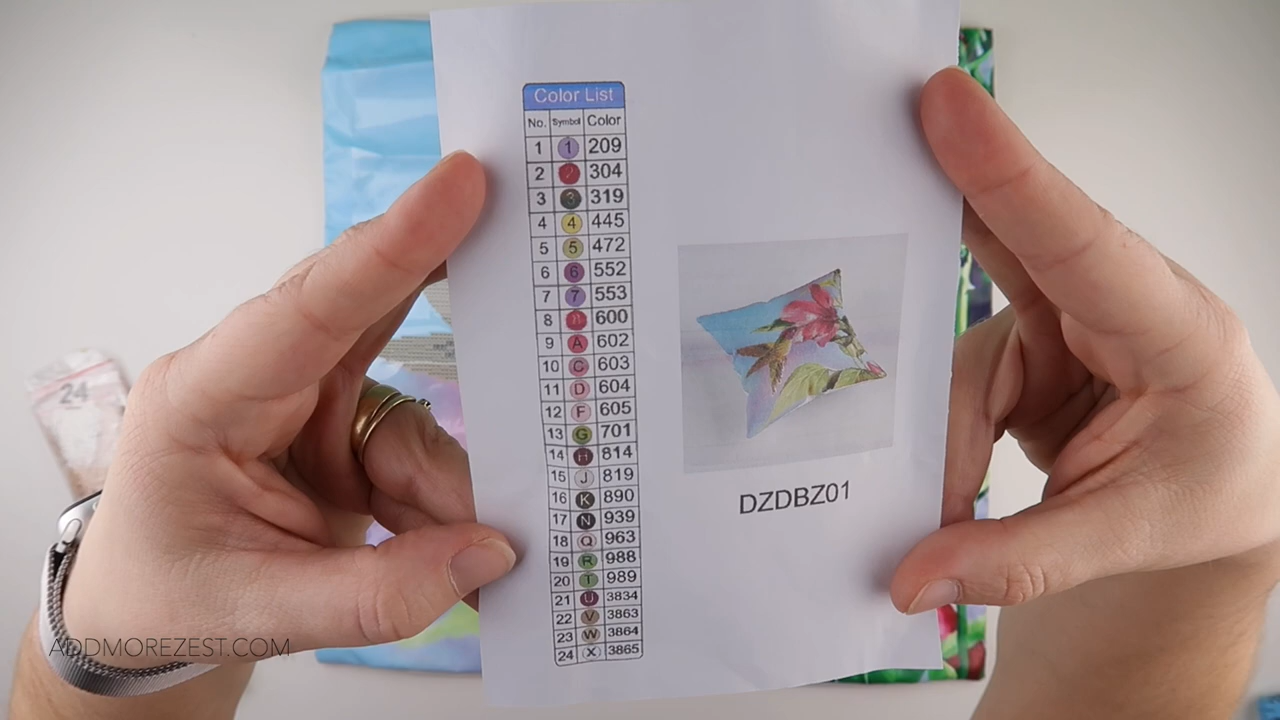 Color List
No. Symbol Color
1 1 209
2 2 304
3 3 319
4 4 445
5 5 472
6 6 552
7 7 553
8 600
9 A 602
10 C 603
11 D 604
12 F 605
13 G 701
14 H 814
15 J 819
16 K 890
17 N 939
18 Q 963
19 R 988
20 T 989
21 U 3834
22 V 3863
23 W 3864
24 X 3865
DZDBZ01
24
ADDMOREZEST.COM